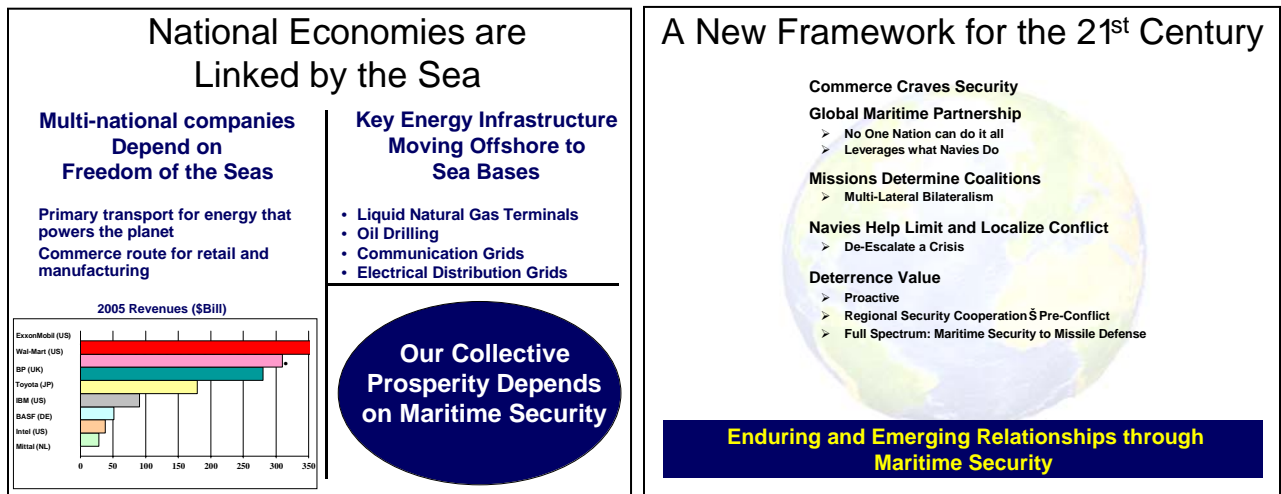 National Economies are
Linked by the Sea
Multi-national companies
Depend on
Freedom of the Seas
Primary transport for energy that
powers the planet
Commerce route for retail and
manufacturing
2005 Revenues ($Bill)
ExxonMobil (US)
Wal-Mart (US)
BP (UK)
Toyota (JP)
IBM (US)
BASF (DE)
Intel (US)
Mittal (NL)
0 50 100 150 200 250 300 350
Key Energy Infrastructure
Moving Offshore to
Sea Bases
• Liquid Natural Gas Terminals
• Oil Drilling
• Communication Grids
• Electrical Distribution Grids
Our Collective
Prosperity Depends
on Maritime Security
A New Framework for the 21st Century
Commerce Craves Security
Global Maritime Partnership
➢ No One Nation can do it all
➢ Leverages what Navies Do
Missions Determine Coalitions
➢ Multi-Lateral Bilateralism
Navies Help Limit and Localize Conflict
➢ De-Escalate a Crisis
Deterrence Value
➢ Proactive
➢ Regional Security Cooperation Š Pre-Conflict
➢ Full Spectrum: Maritime Security to Missile Defense
Enduring and Emerging Relationships through
Maritime Security